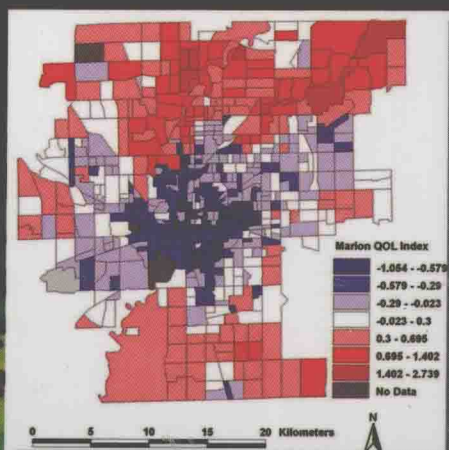 Marion QOL Index
-1.054 - -0.579
-0.579 - -0.29
-0.29 - -0.023
-0.023 - 0.3
0.3 - 0.695
0.695 - 1.402
1.402 - 2.739
No Data
N
0 5 10 15 20 Kilometers